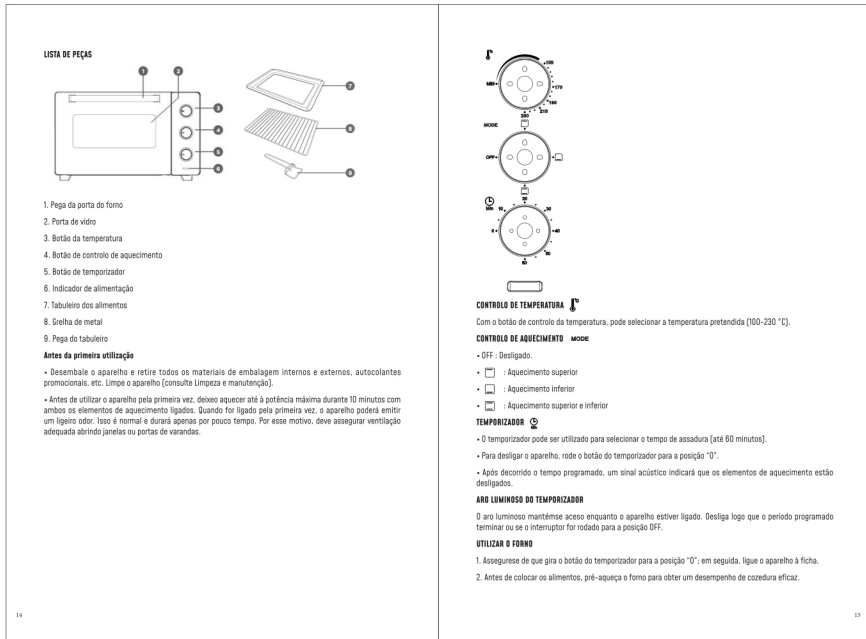 LISTA DE PEÇAS
1
2
3
4
5
6
7
8
9
1. Pega da porta do forno
2. Porta de vidro
3. Botão da temperatura
4. Botão de controlo de aquecimento
5. Botão de temporizador
6. Indicador de alimentação
7. Tabuleiro dos alimentos
8. Grelha de metal
9. Pega do tabuleiro
Antes da primeira utilização
• Desembale o aparelho e retire todos os materiais de embalagem internos e externos, autocolantes
promocionais, etc. Limpe o aparelho (consulte Limpeza e manutenção).
• Antes de utilizar o aparelho pela primeira vez, deixeo aquecer até à potência máxima durante 10 minutos com
ambos os elementos de aquecimento ligados. Quando for ligado pela primeira vez, o aparelho poderá emitir
um ligeiro odor. Isso é normal e durará apenas por pouco tempo. Por esse motivo, deve assegurar ventilação
adequada abrindo janelas ou portas de varandas.
14
MIN
100
170
190
210
230
MODE
OFF
Min
0
10
20
30
40
50
60
CONTROLO DE TEMPERATURA
Com o botão de controlo da temperatura, pode selecionar a temperatura pretendida (100-230 °C).
CONTROLO DE AQUECIMENTO MODE
• OFF : Desligado.
• : Aquecimento superior
• : Aquecimento inferior
• : Aquecimento superior e inferior
TEMPORIZADOR Min
• O temporizador pode ser utilizado para selecionar o tempo de assadura (até 60 minutos).
• Para desligar o aparelho, rode o botão do temporizador para a posição "0".
• Após decorrido o tempo programado, um sinal acústico indicará que os elementos de aquecimento estão
desligados.
ARO LUMINOSO DO TEMPORIZADOR
O aro luminoso mantémse aceso enquanto o aparelho estiver ligado. Desliga logo que o período programado
terminar ou se o interruptor for rodado para a posição OFF.
UTILIZAR O FORNO
1. Assegurese de que gira o botão do temporizador para a posição "0"; em seguida, ligue o aparelho à ficha.
2. Antes de colocar os alimentos, pré-aqueça o forno para obter um desempenho de cozedura eficaz.
15